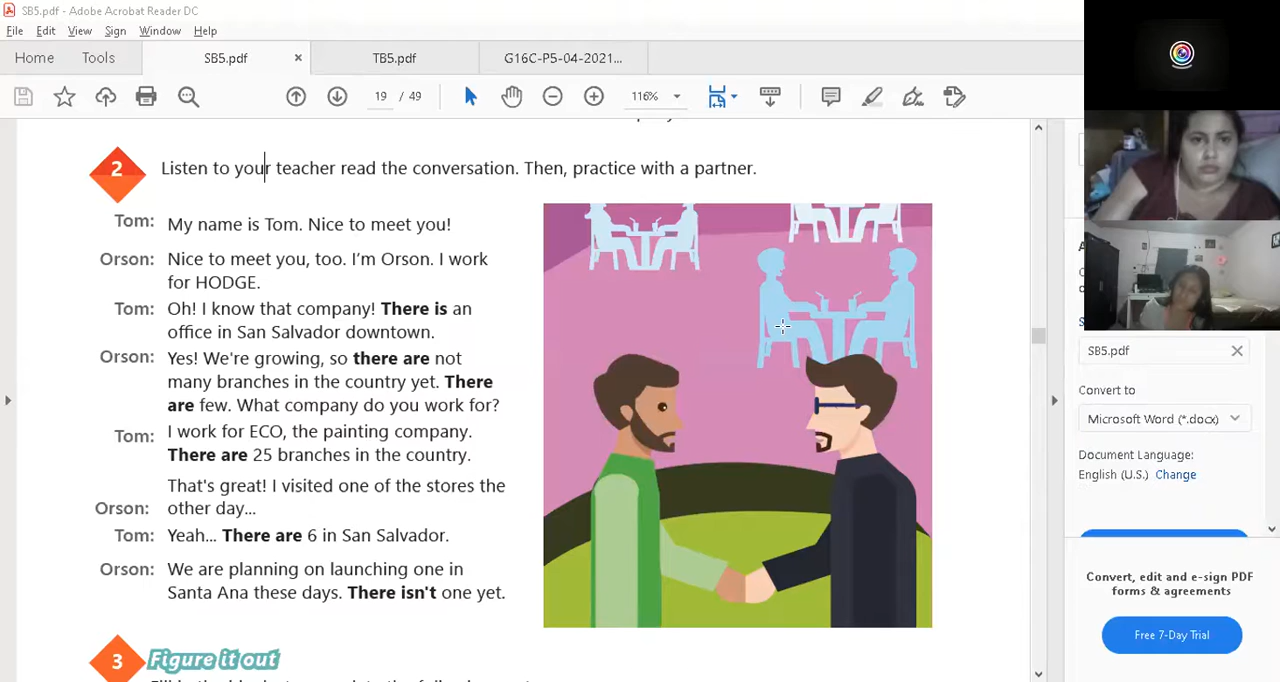 SB5.pdf - Adobe Acrobat Reader DC
File Edit View Sign Window Help
Home Tools SB5.pdf × TB5.pdf G16C-P5-04-2021...
19 / 49 116%
2 Listen to your teacher read the conversation. Then, practice with a partner.
Tom: My name is Tom. Nice to meet you!
Orson: Nice to meet you, too. I'm Orson. I work
for HODGE.
Tom: Oh! I know that company! There is an
office in San Salvador downtown.
Orson: Yes! We're growing, so there are not
many branches in the country yet. There
are few. What company do you work for?
Tom: I work for ECO, the painting company.
There are 25 branches in the country.
That's great! I visited one of the stores the
Orson: other day...
Tom: Yeah... There are 6 in San Salvador.
Orson: We are planning on launching one in
Santa Ana these days. There isn't one yet.
3 Figure it out
SB5.pdf
Convert to
Microsoft Word (*.docx)
Document Language:
English (U.S.) Change
Convert, edit and e-sign PDF
forms & agreements
Free 7-Day Trial